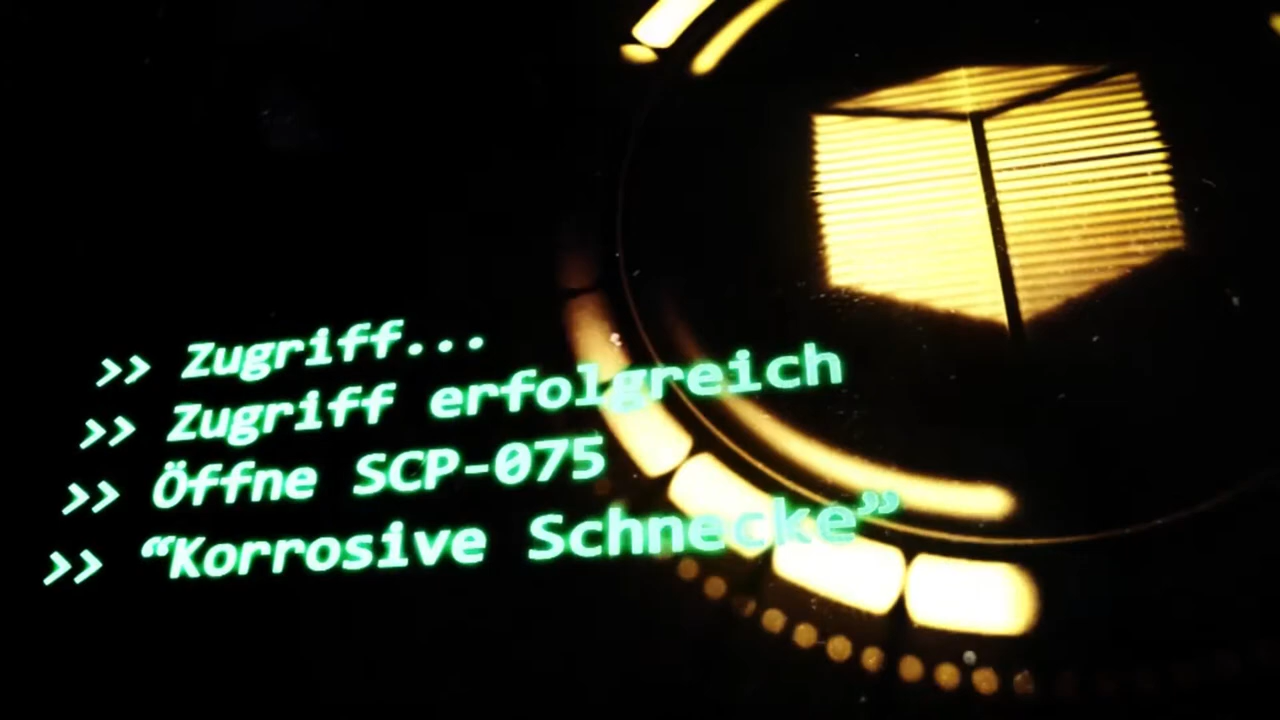 >> Zugriff...
>> Zugriff erfolgreich
>> Öffne SCP-075
>> “Korrosive Schnecke”